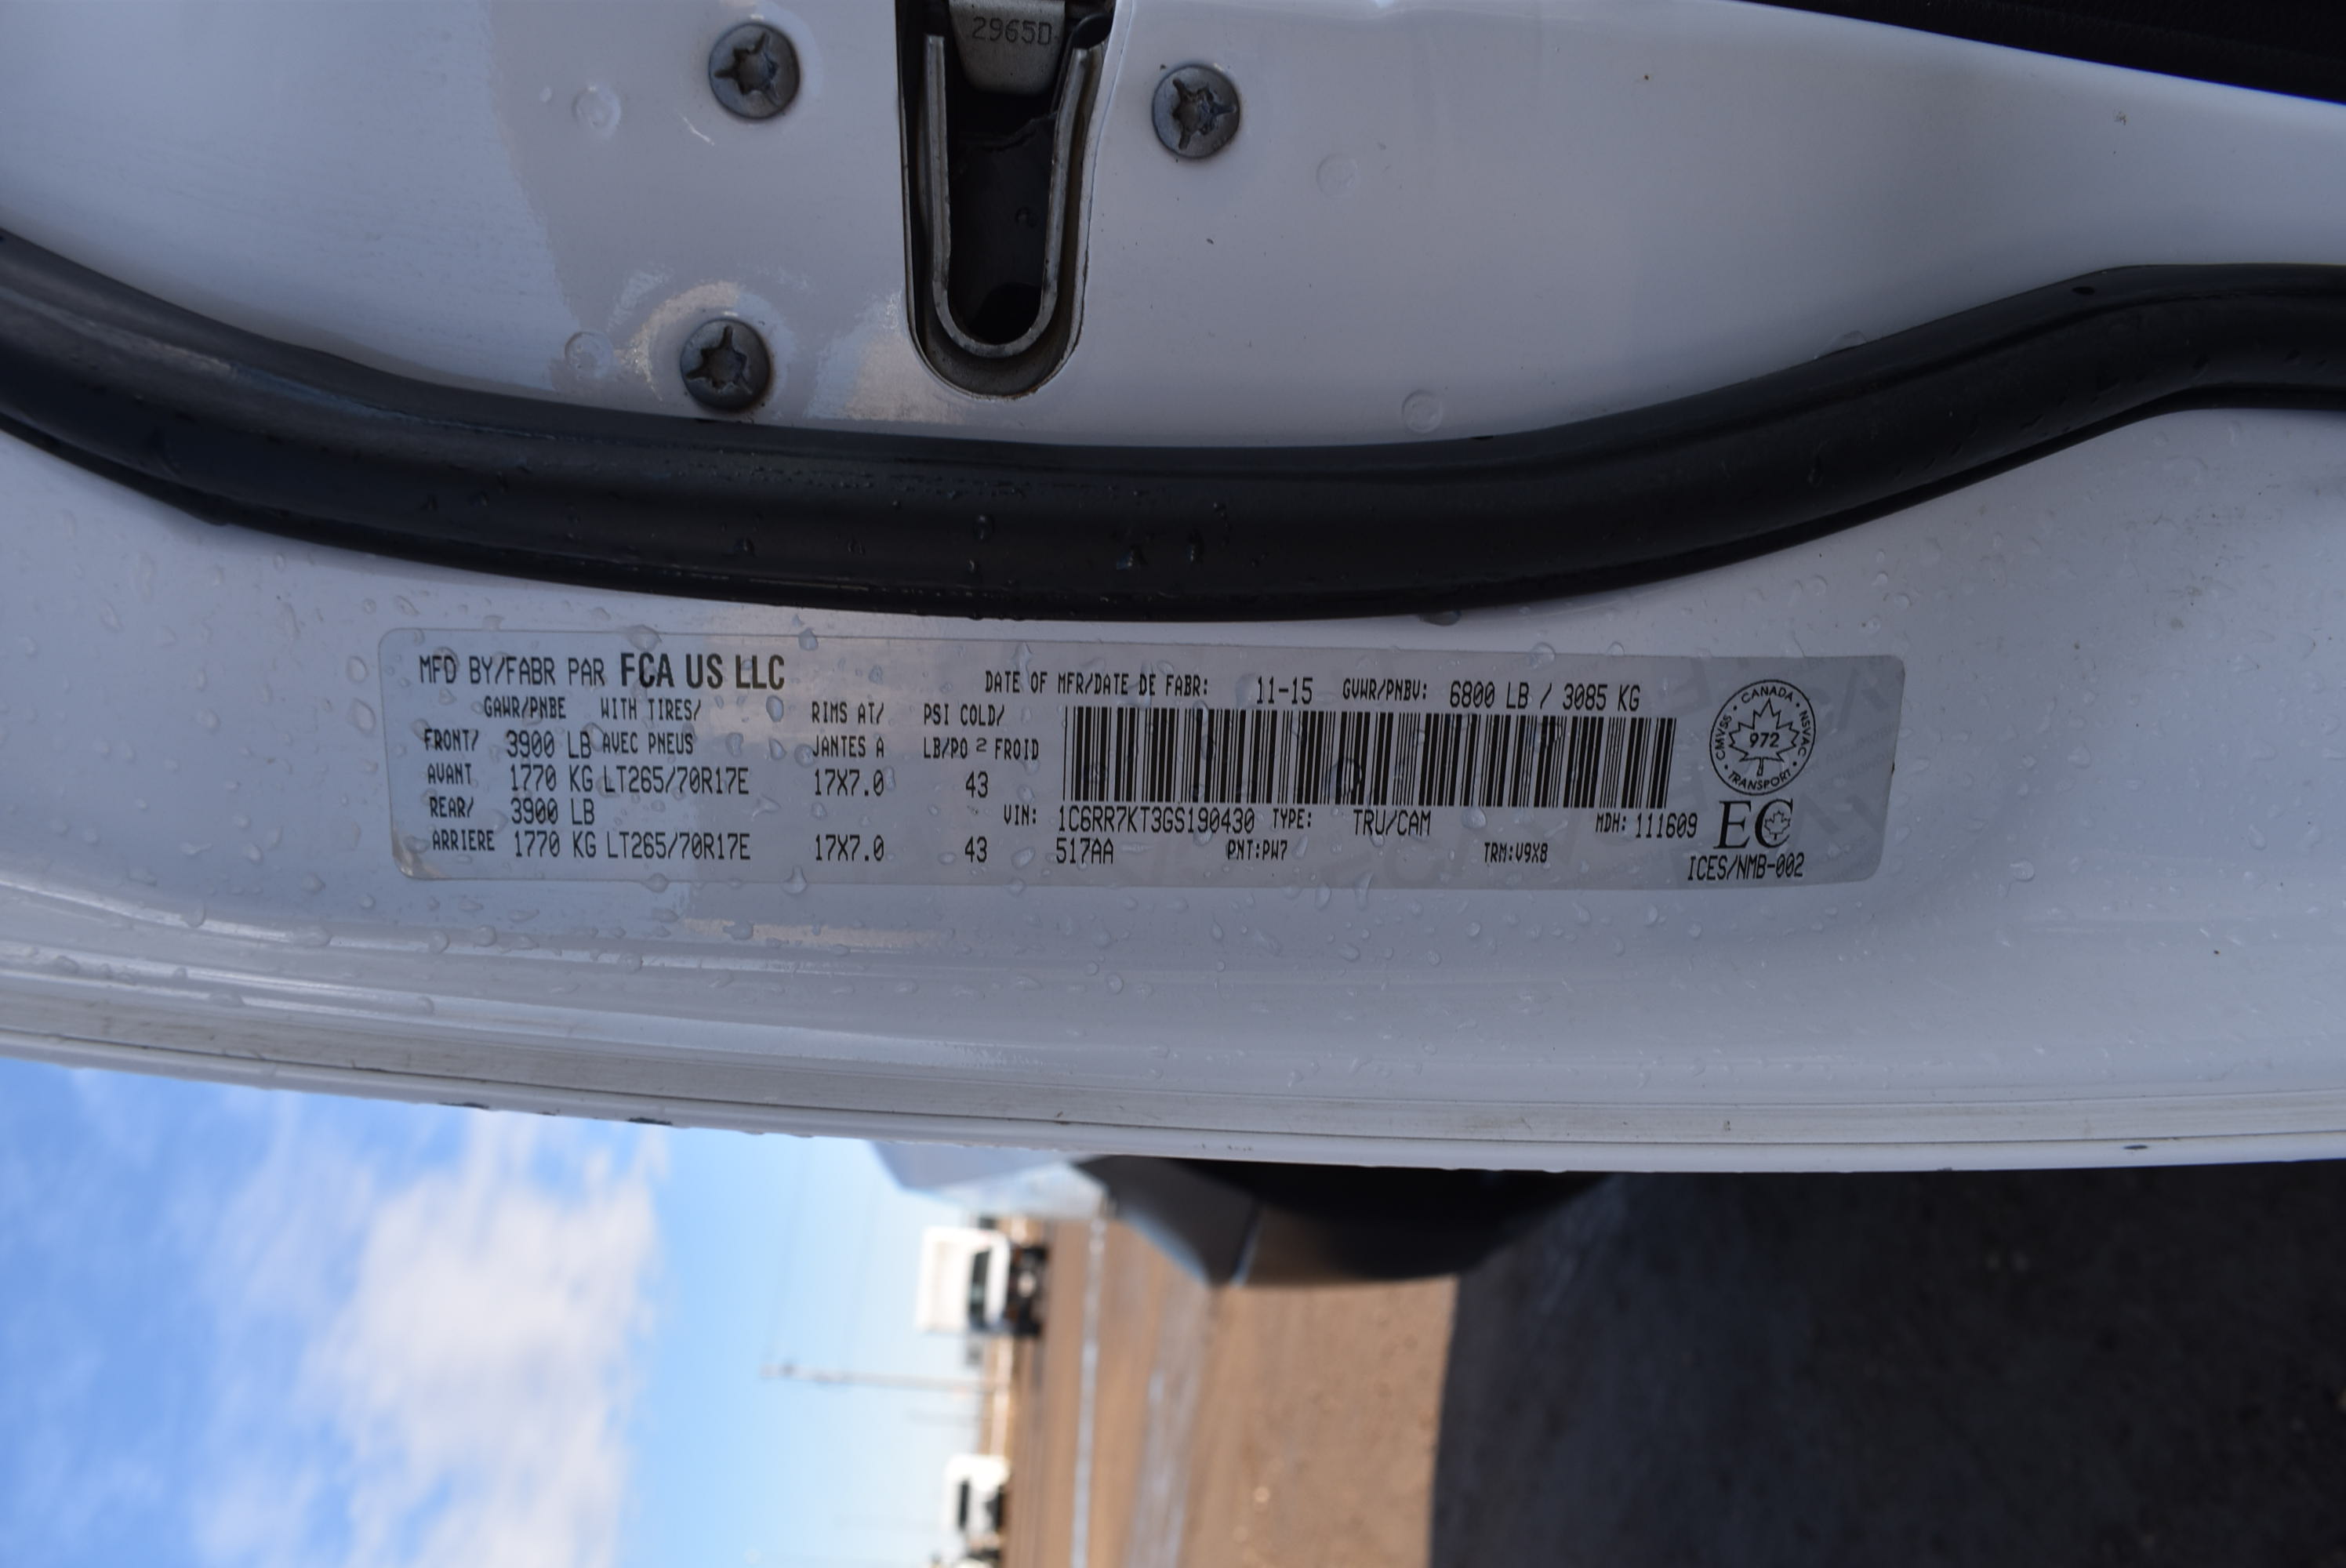 2965D
MFD BY/FABR PAR FCA US LLC
DATE OF MFR/DATE DE FABR: 11-15 GVWR/PNBV: 6800 LB / 3085 KG
GAWR/PNBE WITH TIRES/ RIMS AT/ PSI COLD/
FRONT/ 3900 LB AVEC PNEUS JANTES A LB/PO 2 FROID
AVANT 1770 KG LT265/70R17E 17X7.0 43
REAR/ 3900 LB
ARRIERE 1770 KG LT265/70R17E 17X7.0 43
VIN: 1C6RR7KT3GS190430 TYPE: TRU/CAM MDH: 111609
517AA PNT:PW7 TRM:V9X8
CANADA
CMVSS • NSVAC
972
TRANSPORT
EC
ICES/NMB-002